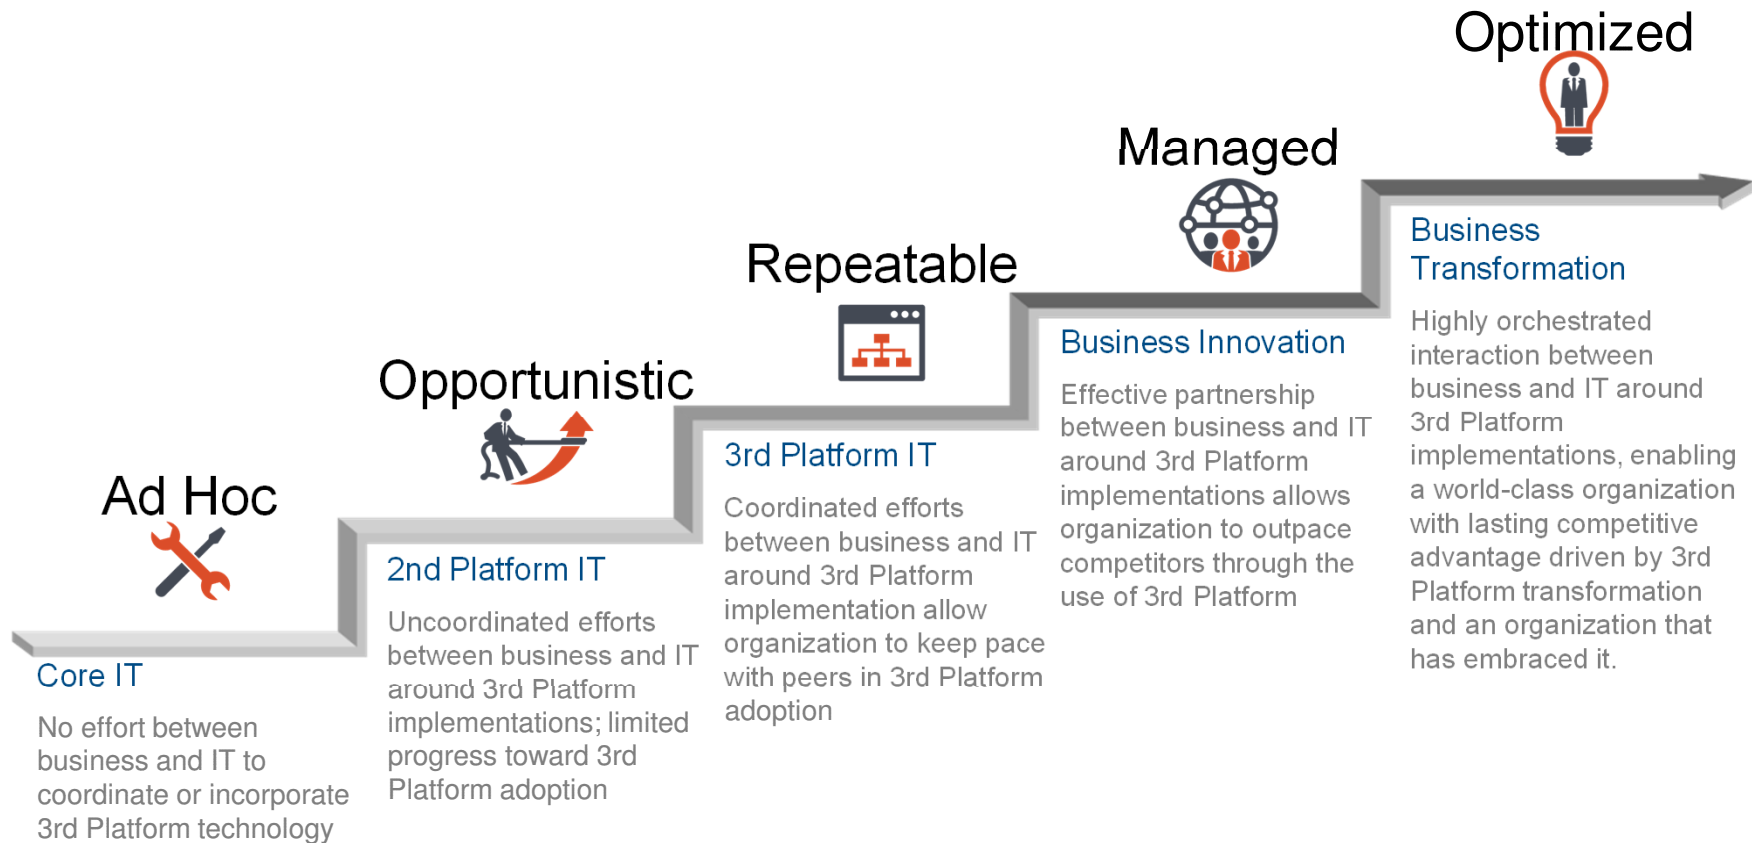 Ad Hoc
Core IT
No effort between
business and IT to
coordinate or incorporate
3rd Platform technology
Opportunistic
2nd Platform IT
Uncoordinated efforts
between business and IT
around 3rd Platform
implementations; limited
progress toward 3rd
Platform adoption
Repeatable
3rd Platform IT
Coordinated efforts
between business and IT
around 3rd Platform
implementation allow
organization to keep pace
with peers in 3rd Platform
adoption
Managed
Business Innovation
Effective partnership
between business and IT
around 3rd Platform
implementations allows
organization to outpace
competitors through the
use of 3rd Platform
Optimized
Business
Transformation
Highly orchestrated
interaction between
business and IT around
3rd Platform
implementations, enabling
a world-class organization
with lasting competitive
advantage driven by 3rd
Platform transformation
and an organization that
has embraced it.